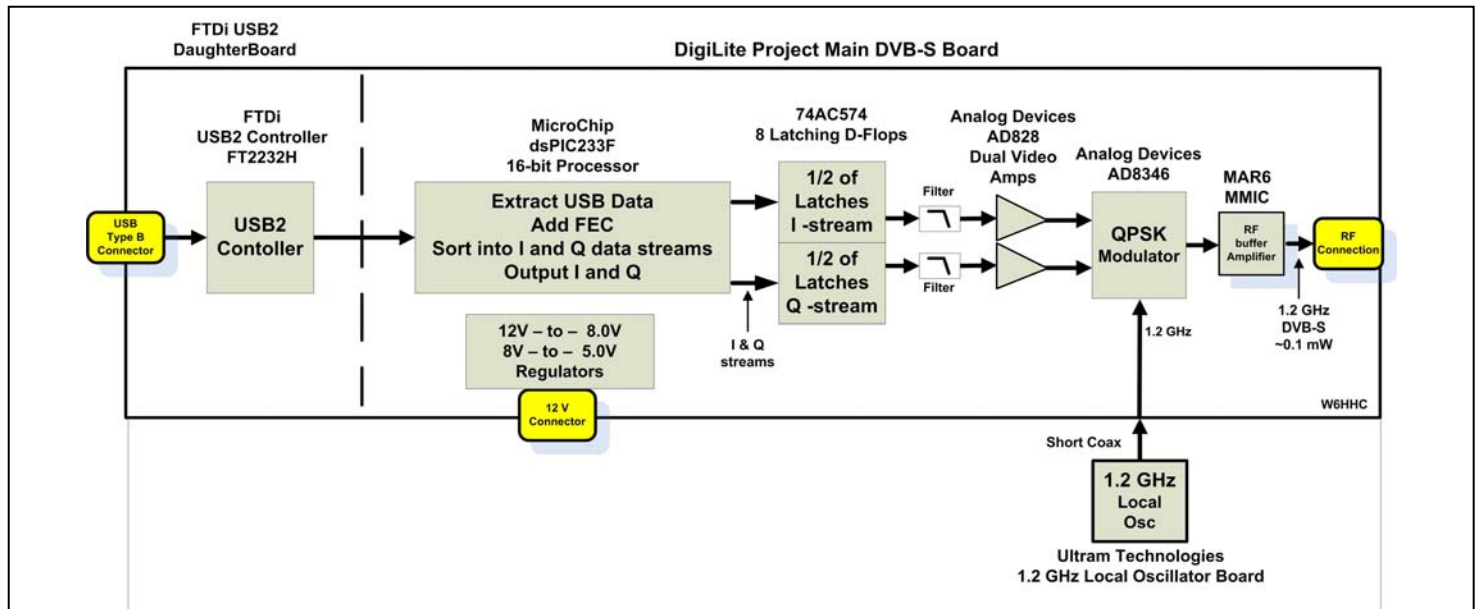 FTDi USB2
DaughterBoard
DigiLite Project Main DVB-S Board
FTDi
USB2 Controller
FT2232H
MicroChip
dsPIC233F
16-bit Processor
74AC574
8 Latching D-Flops
Analog Devices
AD828
Dual Video
Amps
Analog Devices
AD8346
MAR6
MMIC
USB
Type B
Connector
USB2
Contoller
Extract USB Data
Add FEC
Sort into I and Q data streams
Output I and Q
1/2 of
Latches
I -stream
1/2 of
Latches
Q -stream
Filter
Filter
QPSK
Modulator
RF
buffer
Amplifier
RF
Connection
I & Q
streams
1.2 GHz
1.2 GHz
DVB-S
~0.1 mW
12V – to – 8.0V
8V – to – 5.0V
Regulators
12 V
Connector
W6HHC
Short Coax
1.2 GHz
Local
Osc
Ultram Technologies
1.2 GHz Local Oscillator Board